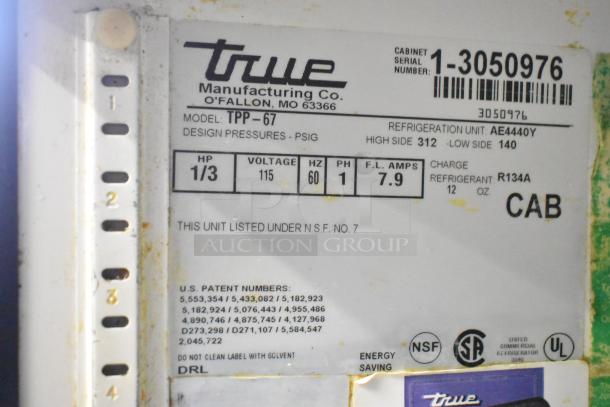 true
Manufacturing Co.
O'FALLON, MO 63366
CABINET
SERIAL
NUMBER: 1-3050976
3050976
MODEL: TPP-67
REFRIGERATION UNIT: AE4440Y
DESIGN PRESSURES - PSIG
HIGH SIDE 312 -LOW SIDE 140
HP VOLTAGE HZ PH F.L. AMPS
1/3 115 60 1 7.9
CHARGE
REFRIGERANT R134A
12 OZ
CAB
THIS UNIT LISTED UNDER N.S.F. NO. 7
PCI
AUCTION GROUP
U.S. PATENT NUMBERS:
5,553,354 / 5,433,082 / 5,182,923
5,182,924 / 5,076,443 / 4,955,486
4,890,746 / 4,875,745 / 4,127,968
D273,298 / D271,107 / 5,584,547
2,045,722
DO NOT CLEAN LABEL WITH SOLVENT
DRL
ENERGY
SAVING
NSF
SA
LISTED
COMMERCIAL
REFRIGERATOR
UL
true
1
2
3
4